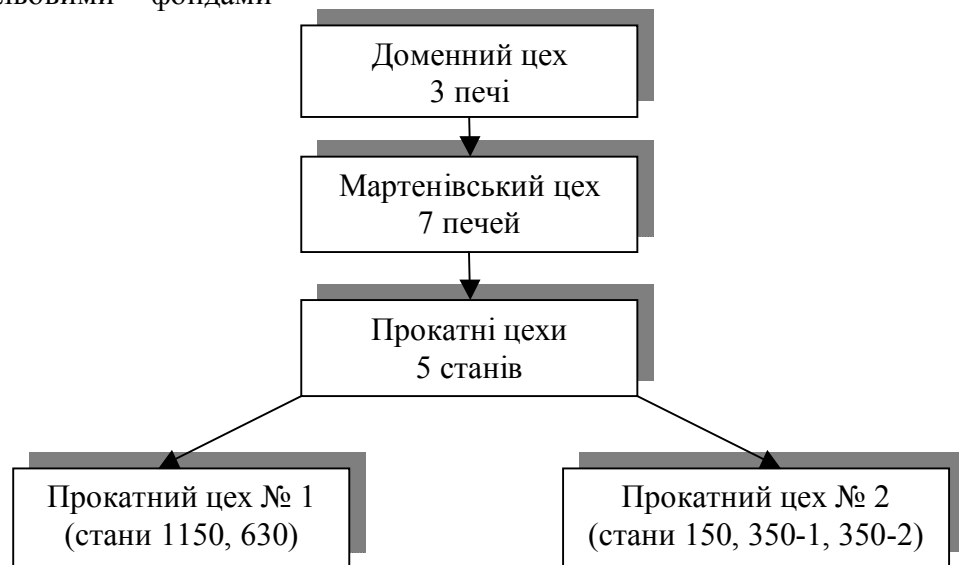 фондами
Доменний цех
3 печі
Мартенівський цех
7 печей
Прокатні цехи
5 станів
Прокатний цех № 1
(стани 1150, 630)
Прокатний цех № 2
(стани 150, 350-1, 350-2)